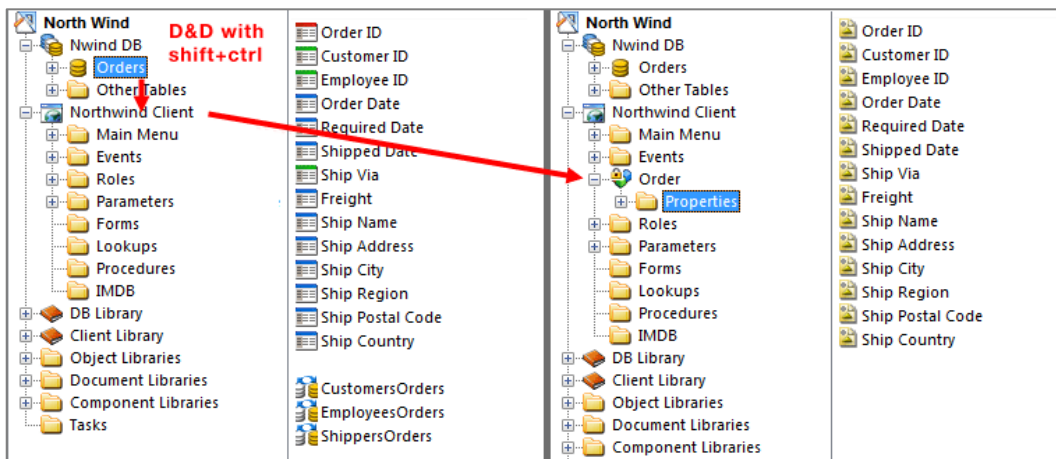 North Wind
Nwind DB
Orders
Other Tables
Northwind Client
Main Menu
Events
Roles
Parameters
Forms
Lookups
Procedures
IMDB
DB Library
Client Library
Object Libraries
Document Libraries
Component Libraries
Tasks
D&D with
shift+ctrl
Order ID
Customer ID
Employee ID
Order Date
Required Date
Shipped Date
Ship Via
Freight
Ship Name
Ship Address
Ship City
Ship Region
Ship Postal Code
Ship Country
CustomersOrders
EmployeesOrders
ShippersOrders
North Wind
Nwind DB
Orders
Other Tables
Northwind Client
Main Menu
Events
Order
Properties
Roles
Parameters
Forms
Lookups
Procedures
IMDB
DB Library
Client Library
Object Libraries
Document Libraries
Component Libraries
Order ID
Customer ID
Employee ID
Order Date
Required Date
Shipped Date
Ship Via
Freight
Ship Name
Ship Address
Ship City
Ship Region
Ship Postal Code
Ship Country